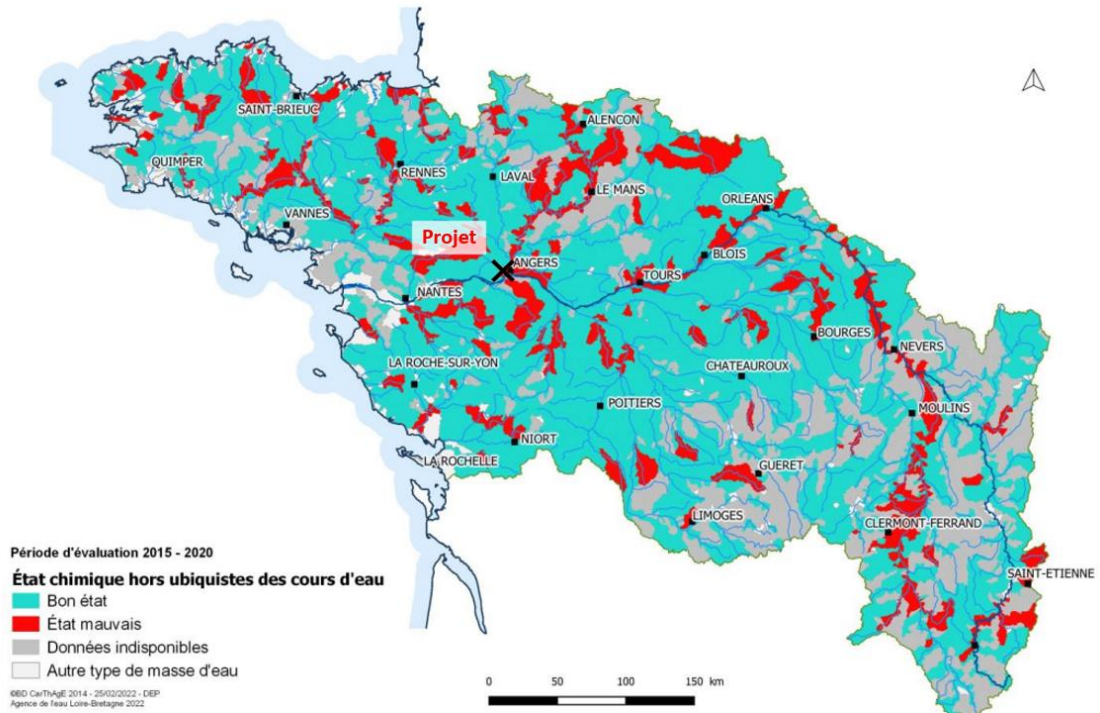 SAINT-BRIEUC
ALENCON
QUIMPER
RENNES
LAVAL
LE MANS
VANNES
ORLEANS
Projet
ANGERS
BLOIS
NANTES
TOURS
BOURGES
NEVERS
LA ROCHE-SUR-YON
CHATEAUROUX
POITIERS
MOULINS
NIORT
LA ROCHELLE
GUERET
LIMOGES
CLERMONT-FERRAND
SAINT-ETIENNE
Période d'évaluation 2015 - 2020
État chimique hors ubiquistes des cours d'eau
Bon état
État mauvais
Données indisponibles
Autre type de masse d'eau
©BD CarThAgE 2014 - 25/02/2022 - DEP
Agence de l'eau Loire-Bretagne 2022
0 50 100 150 km